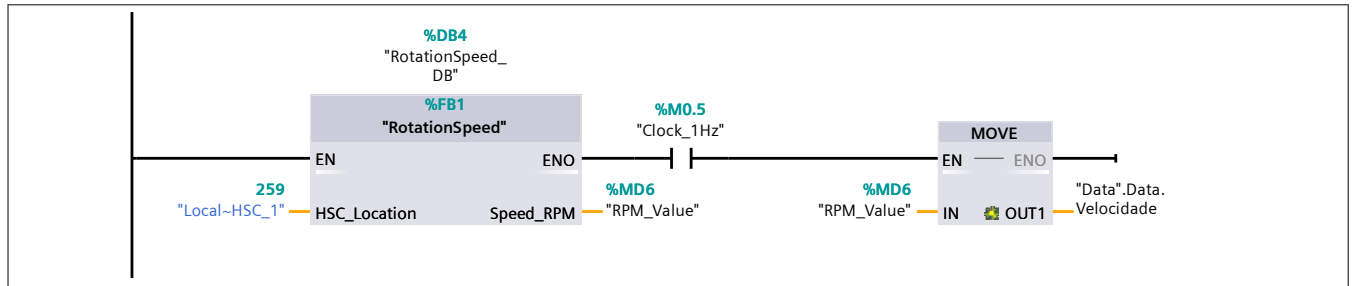 %DB4
"RotationSpeed_
DB"
%FB1
"RotationSpeed"
%M0.5
"Clock_1Hz"
MOVE
EN
ENO
EN
ENO
259
"Local~HSC_1"
HSC_Location
Speed_RPM
%MD6
"RPM_Value"
%MD6
"RPM_Value"
IN
OUT1
"Data".Data.
Velocidade